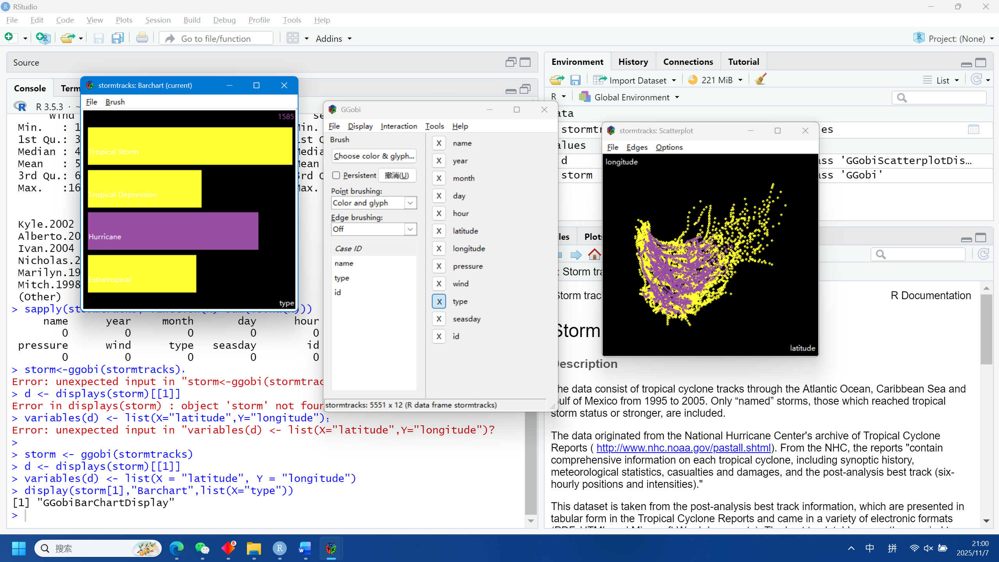 RStudio
File Edit Code View Plots Session Build Debug Profile Tools Help
Go to file/function
Addins
Project: (None)
Source
Console
Term
R 3.5.3 · ~
wind
Min. : 1
1st Qu.: 3
Median : 4
Mean : 5
3rd Qu.: 6
Max. :16
Kyle.2002
Alberto.20
Ivan.2004
Nicholas.2
Marilyn.19
Mitch.1998
(Other)
name year month day hour
0 0 0 0 0
pressure wind type seasday id
0 0 0 0 0
> storm<-ggobi(stormtracks)，
Error: unexpected input in "storm<-ggobi(stormtrac
> d <- displays(storm)[[1]]
Error in displays(storm) : object 'storm' not four
> variables(d) <- list(X="latitude",Y="longitude")；
Error: unexpected input in "variables(d) <- list(X="latitude",Y="longitude")?
>
> storm <- ggobi(stormtracks)
> d <- displays(storm)[[1]]
> variables(d) <- list(X = "latitude", Y = "longitude")
> display(storm[1],"Barchart",list(X="type"))
[1] "GGobiBarChartDisplay"
>
stormtracks: Barchart (current)
File Brush
1585
Tropical Storm
Tropical Depression
Hurricane
Extratropical
type
GGobi
File Display Interaction Tools Help
Brush
Choose color & glyph...
Persistent 撤消(U)
Point brushing:
Color and glyph
Edge brushing:
Off
Case ID
name
type
id
X name
X year
X month
X day
X hour
X latitude
X longitude
X pressure
X wind
X type
X seasday
X id
stormtracks: 5551 x 12 (R data frame stormtracks)
Environment History Connections Tutorial
Import Dataset
221 MiB
List
R
Global Environment
ata
stormtr
es
alues
d
ass 'GGobiScatterplotDis…
storm
ass 'GGobi'
stormtracks: Scatterplot
File Edges Options
longitude
latitude
les
Plots
: Storm tra
Storm trac
R Documentation
Storm
Description
he data consist of tropical cyclone tracks through the Atlantic Ocean, Caribbean Sea and
ulf of Mexico from 1995 to 2005. Only “named” storms, those which reached tropical
storm status or stronger, are included.
The data originated from the National Hurricane Center's archive of Tropical Cyclone
Reports ( http://www.nhc.noaa.gov/pastall.shtml). From the NHC, the reports "contain
comprehensive information on each tropical cyclone, including synoptic history,
meteorological statistics, casualties and damages, and the post-analysis best track (six-
hourly positions and intensities)."
This dataset is taken from the post-analysis best track information, which are presented in
tabular form in the Tropical Cyclone Reports and came in a variety of electronic formats
搜索
8
中
拼
21:00
2025/11/7